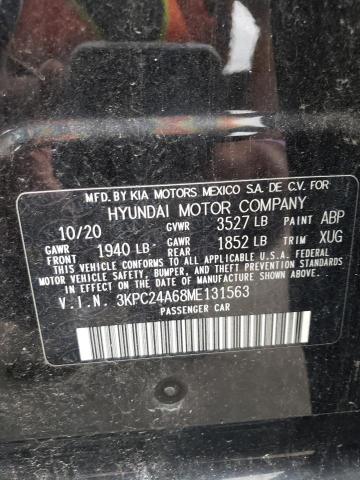 MFD. BY KIA MOTORS MEXICO S.A. DE C.V. FOR
HYUNDAI MOTOR COMPANY
10/20 GVWR 3527 LB PAINT ABP
GAWR FRONT 1940 LB GAWR REAR 1852 LB TRIM XUG
THIS VEHICLE CONFORMS TO ALL APPLICABLE U.S.A. FEDERAL
MOTOR VEHICLE SAFETY, BUMPER, AND THEFT PREVENTION STANDARDS
IN EFFECT ON THE DATE OF MANUFACTURE SHOWN ABOVE.
V.I.N. 3KPC24A68ME131563
PASSENGER CAR